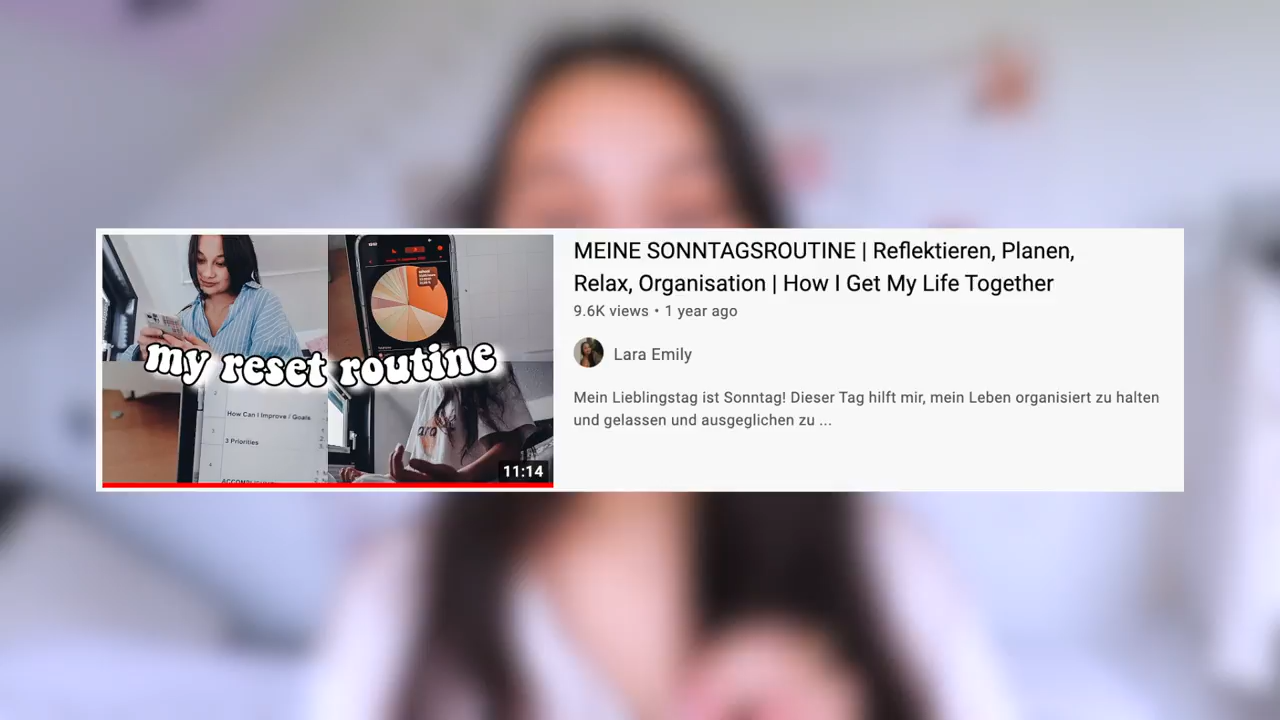 my reset routine
How Can I Improve / Goals
3 Priorities
11:14
MEINE SONNTAGSROUTINE | Reflektieren, Planen,
Relax, Organisation | How I Get My Life Together
9.6K views • 1 year ago
Lara Emily
Mein Lieblingstag ist Sonntag! Dieser Tag hilft mir, mein Leben organisiert zu halten
und gelassen und ausgeglichen zu ...